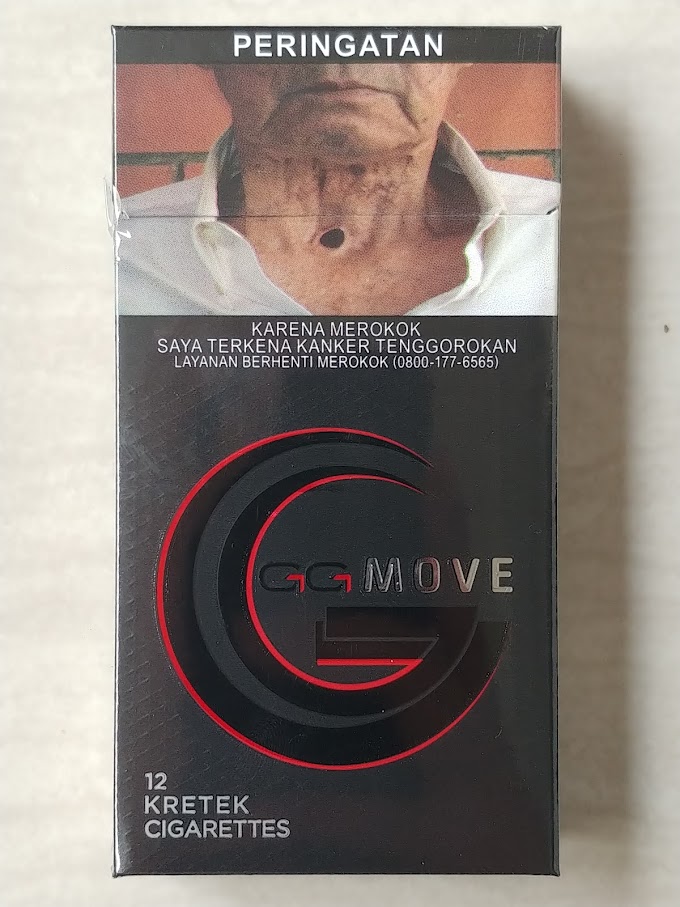 PERINGATAN
KARENA MEROKOK
SAYA TERKENA KANKER TENGGOROKAN
LAYANAN BERHENTI MEROKOK (0800-177-6565)
GG MOVE
12
KRETEK
CIGARETTES